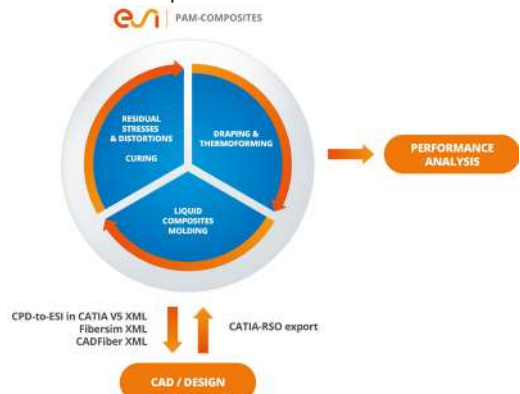 esi PAM-COMPOSITES
RESIDUAL
STRESSES
& DISTORTIONS
CURING
DRAPING &
THERMOFORMING
LIQUID
COMPOSITES
MOLDING
PERFORMANCE
ANALYSIS
CPD-to-ESI in CATIA V5 XML
Fibersim XML
CADFiber XML
CATIA-RSO export
CAD / DESIGN